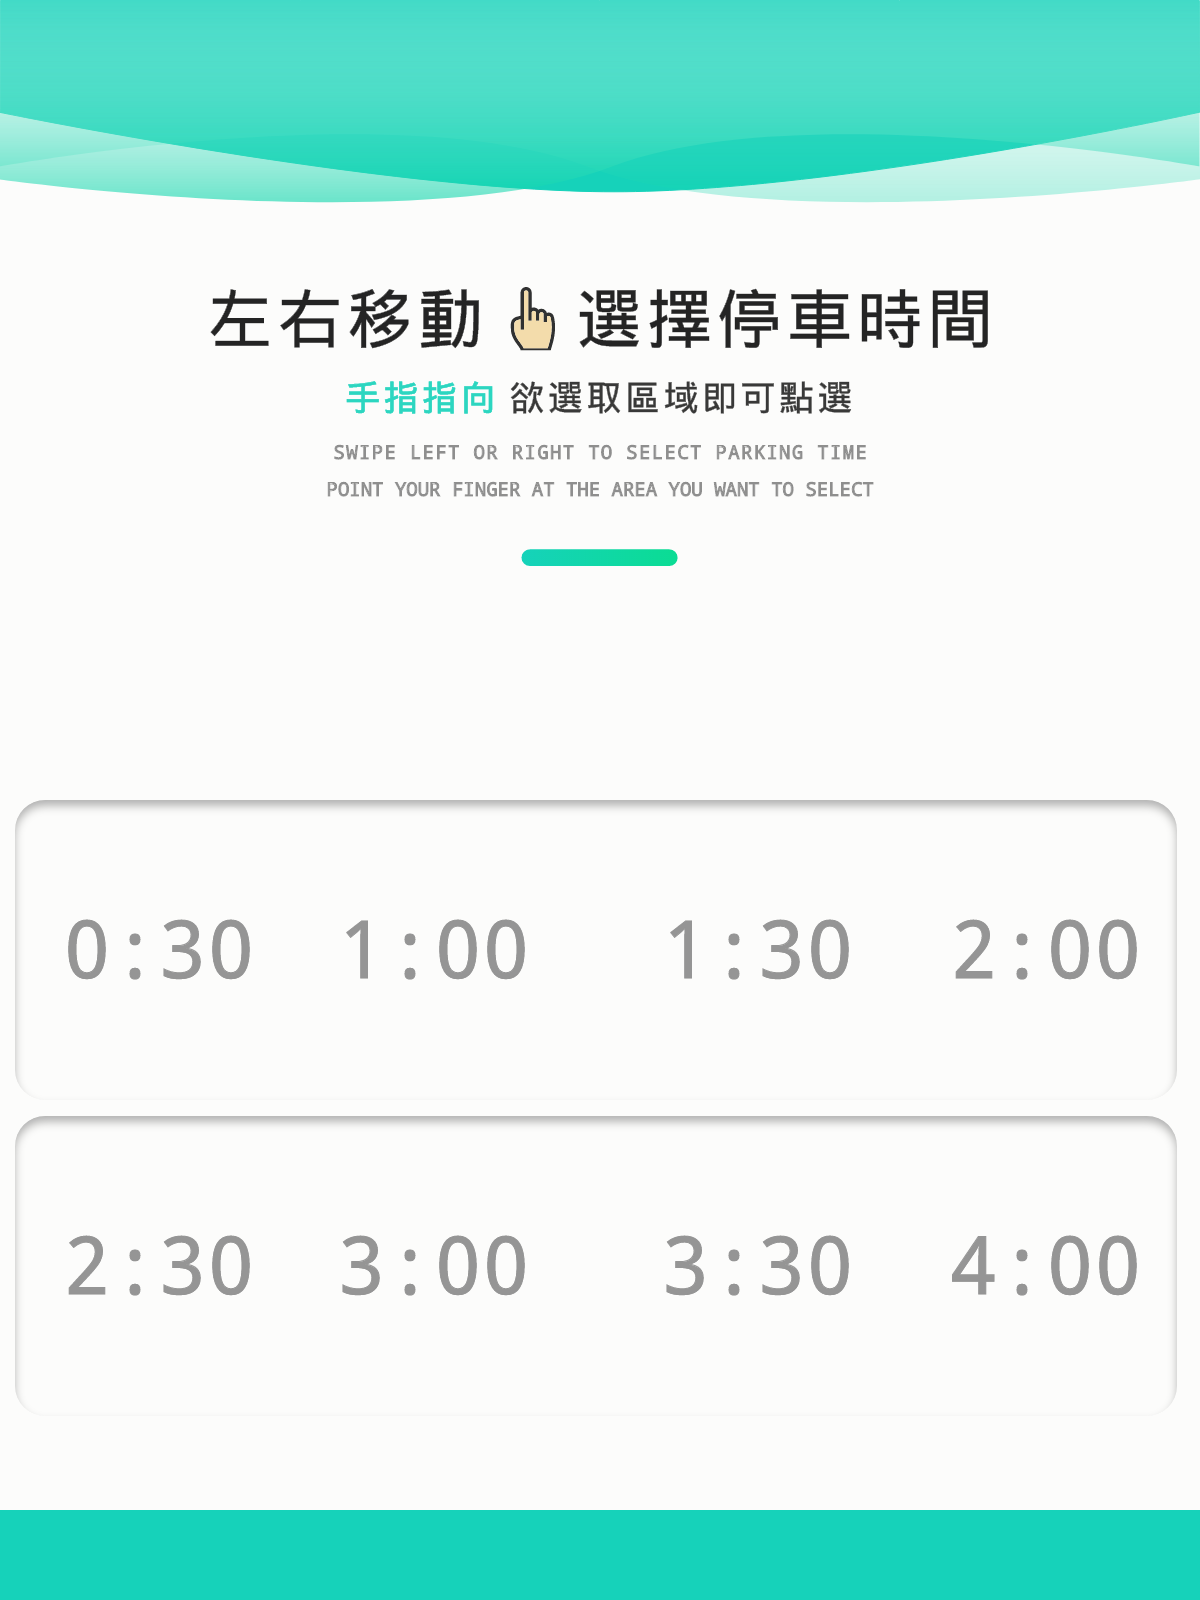 左右移動 選擇停車時間
手指指向 欲選取區域即可點選
SWIPE LEFT OR RIGHT TO SELECT PARKING TIME
POINT YOUR FINGER AT THE AREA YOU WANT TO SELECT
0:30 1:00 1:30 2:00
2:30 3:00 3:30 4:00